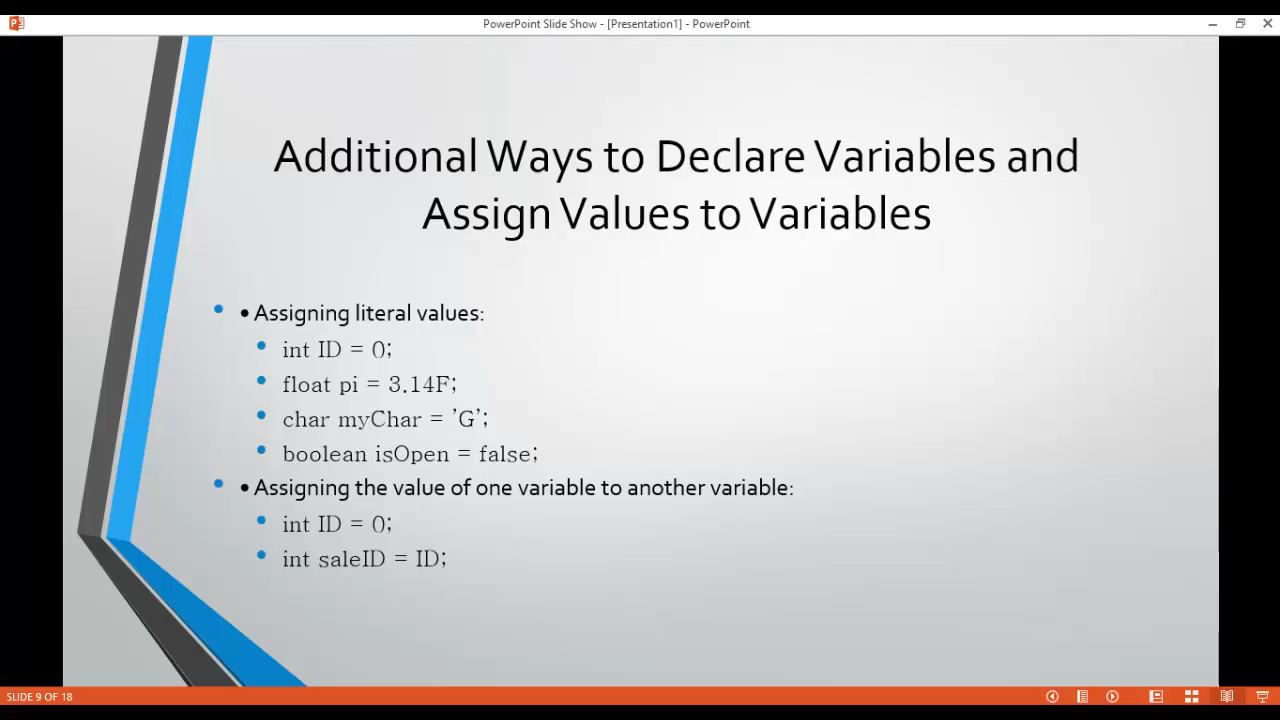 PowerPoint Slide Show - [Presentation1] - PowerPoint
Additional Ways to Declare Variables and
Assign Values to Variables
• • Assigning literal values:
• int ID = 0;
• float pi = 3.14F;
• char myChar = ’G’;
• boolean isOpen = false;
• • Assigning the value of one variable to another variable:
• int ID = 0;
• int saleID = ID;
SLIDE 9 OF 18